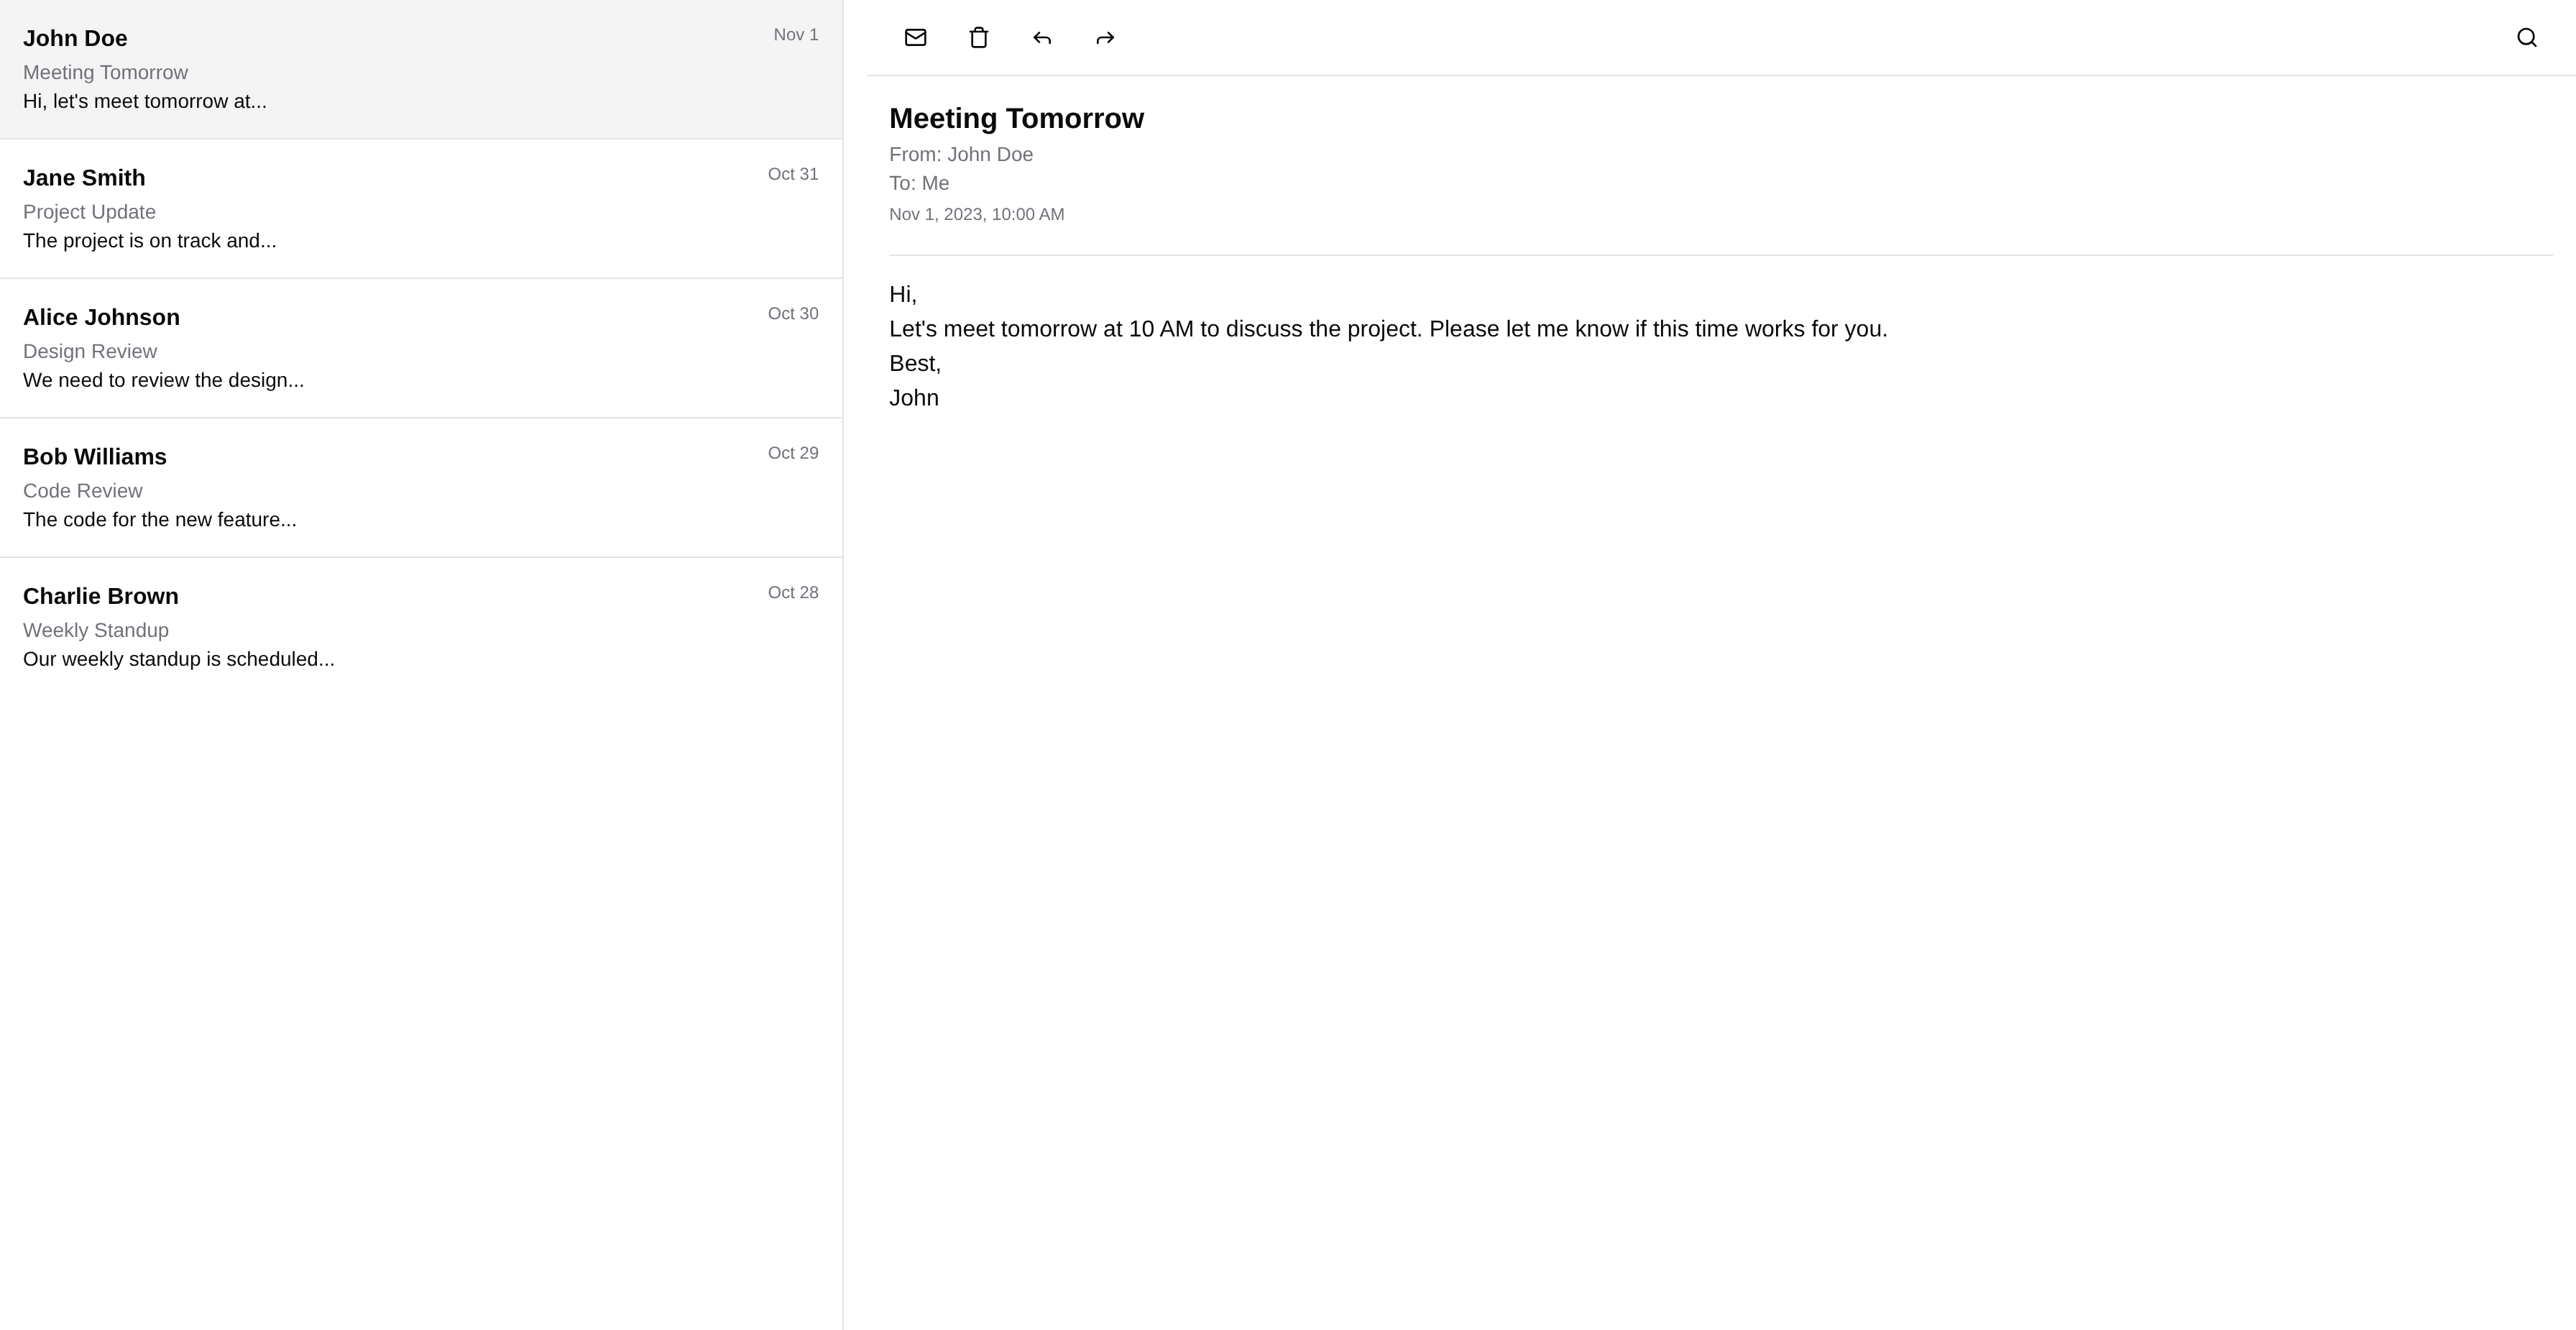 John Doe
Nov 1
Meeting Tomorrow
Hi, let's meet tomorrow at...
Jane Smith
Oct 31
Project Update
The project is on track and...
Alice Johnson
Oct 30
Design Review
We need to review the design...
Bob Williams
Oct 29
Code Review
The code for the new feature...
Charlie Brown
Oct 28
Weekly Standup
Our weekly standup is scheduled...
Meeting Tomorrow
From: John Doe
To: Me
Nov 1, 2023, 10:00 AM
Hi,
Let's meet tomorrow at 10 AM to discuss the project. Please let me know if this time works for you.
Best,
John